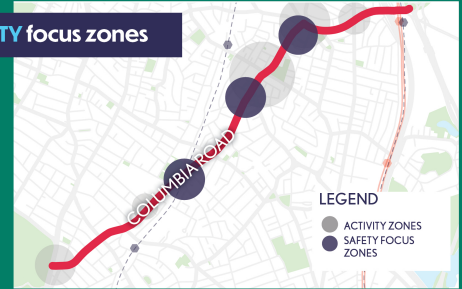 TY focus zones
COLUMBIA ROAD
LEGEND
ACTIVITY ZONES
SAFETY FOCUS
ZONES